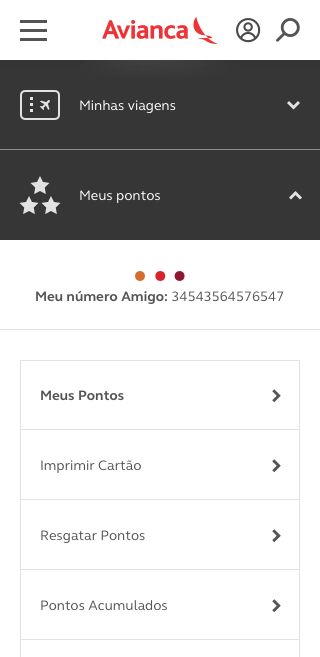 Avianca
Minhas viagens
Meus pontos
Meu número Amigo: 34543564576547
Meus Pontos
Imprimir Cartão
Resgatar Pontos
Pontos Acumulados